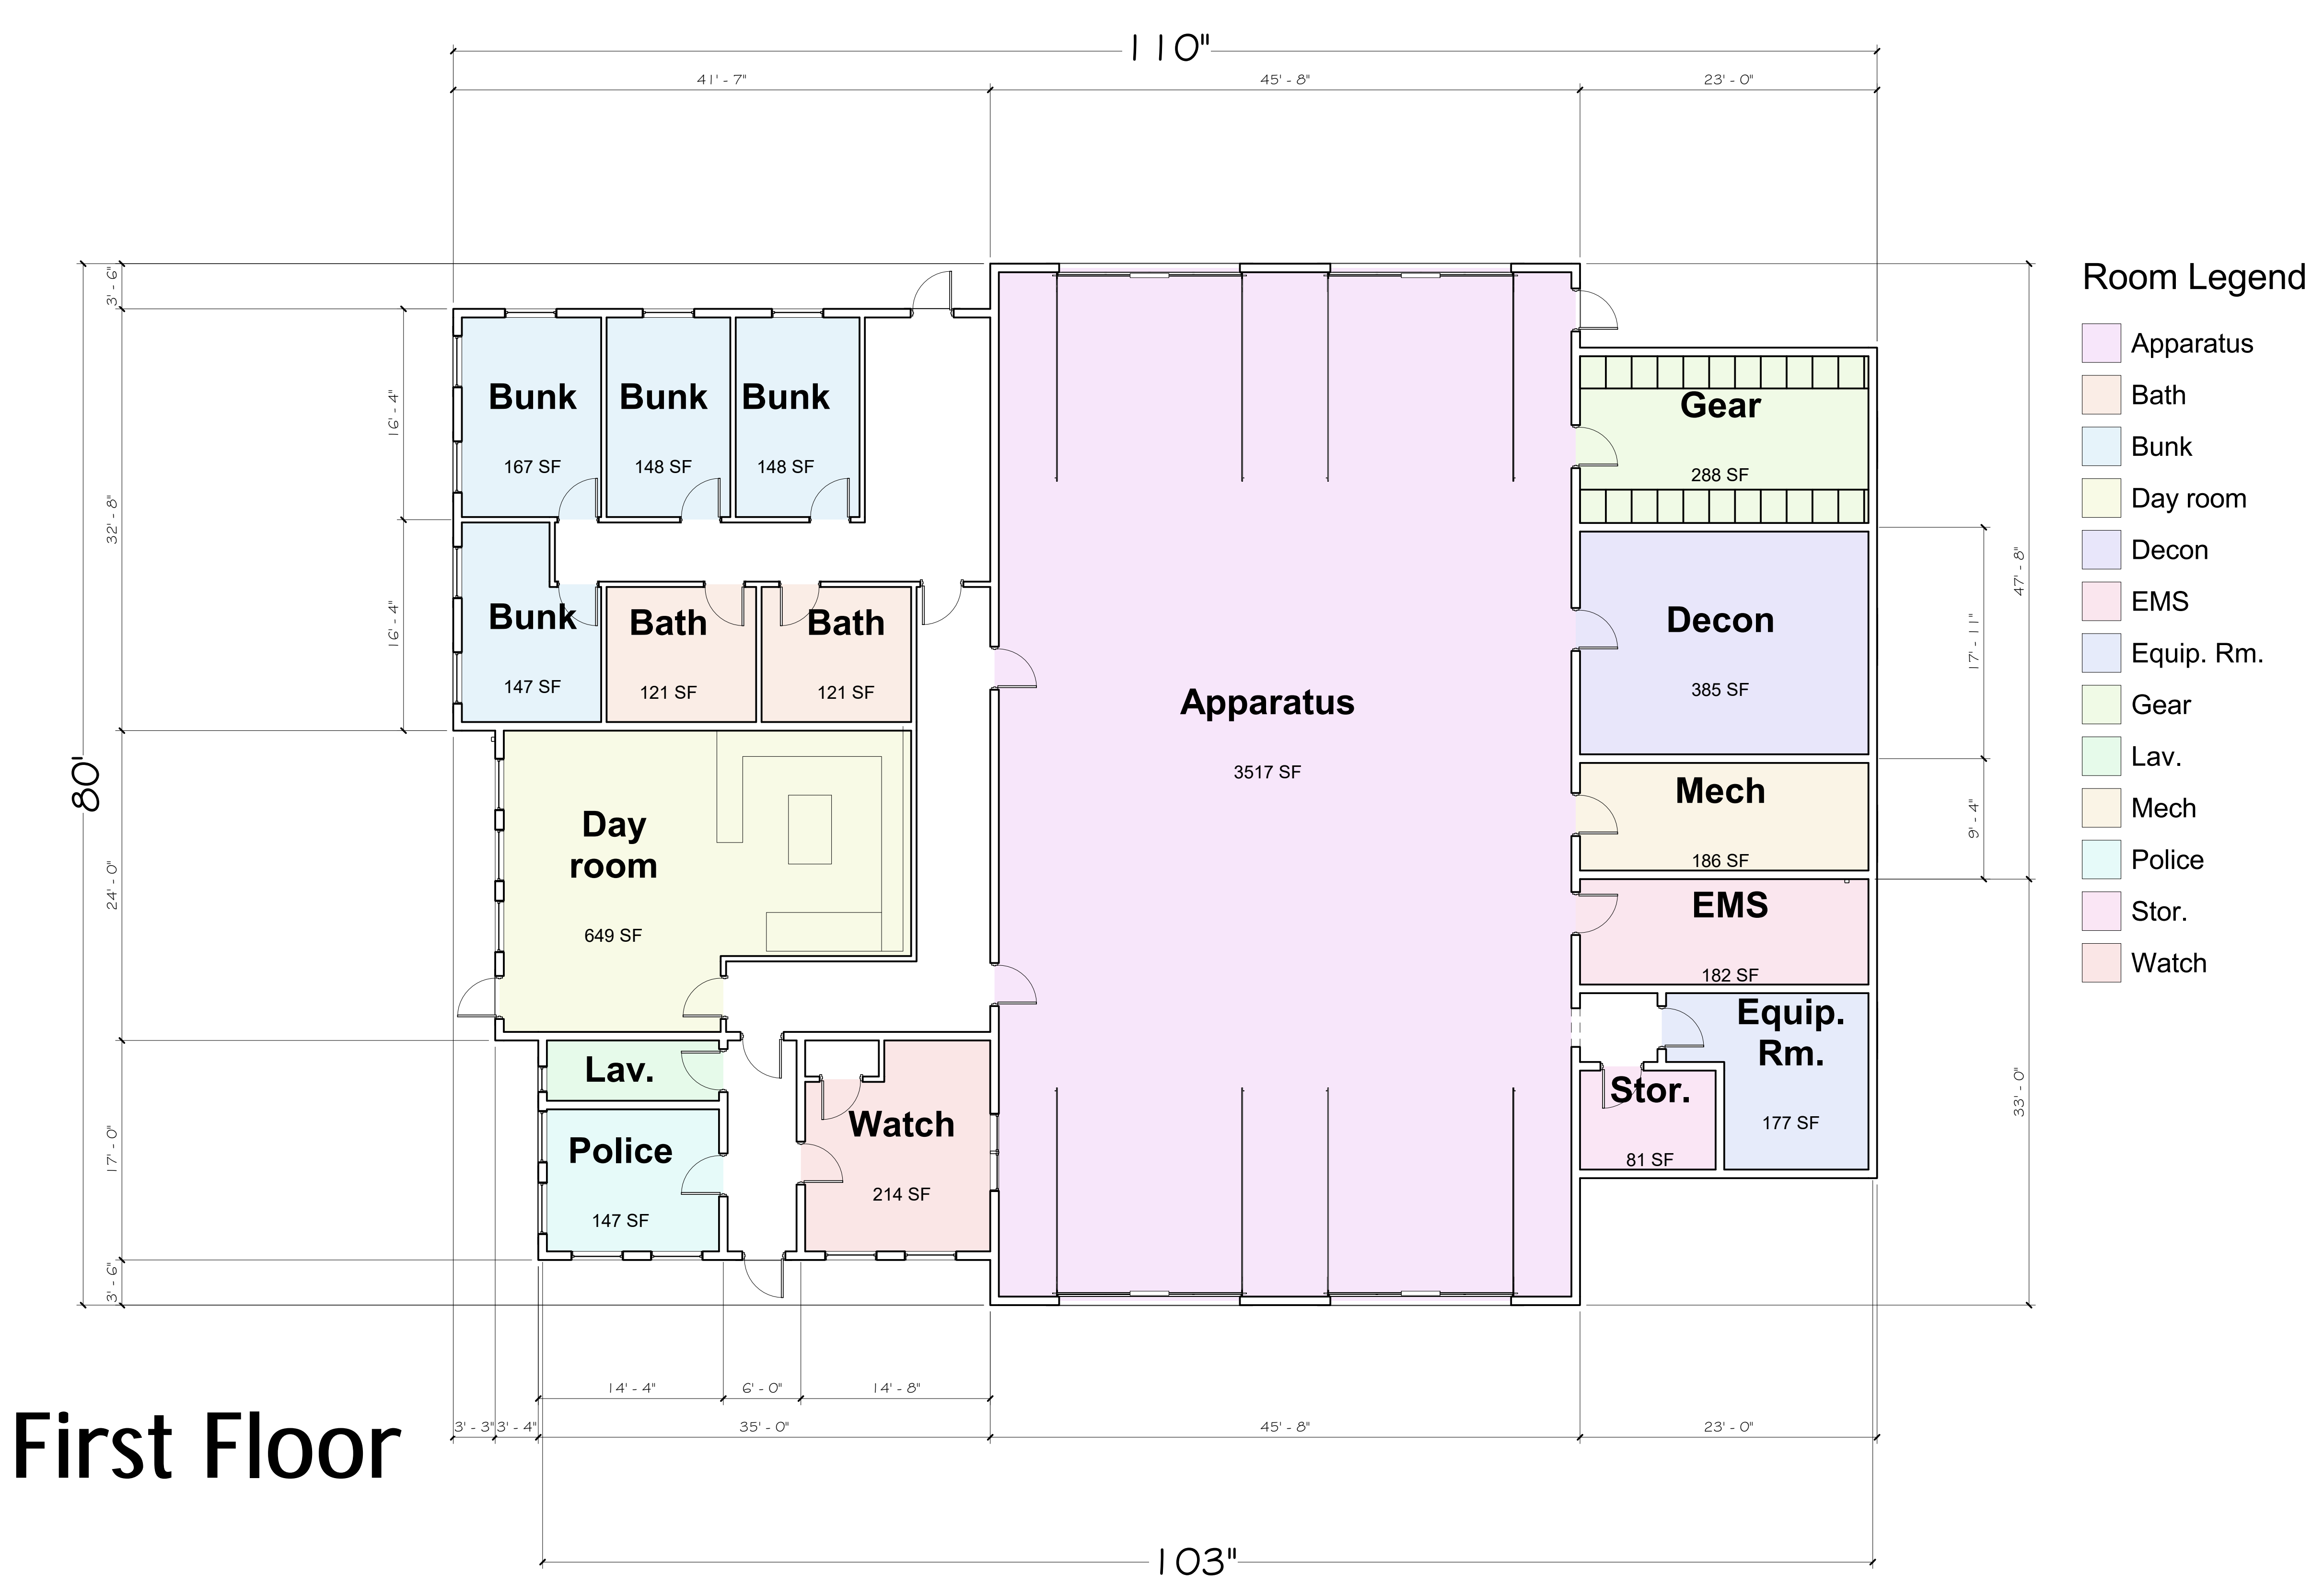 110"
41' - 7"
45' - 8"
23' - 0"
3' - 6"
32' - 8"
24' - 0"
17' - 0"
3' - 6"
80'
16' - 4"
16' - 4"
Bunk
167 SF
Bunk
148 SF
Bunk
148 SF
Bunk
147 SF
Bath
121 SF
Bath
121 SF
Day
room
649 SF
Lav.
Police
147 SF
Watch
214 SF
Apparatus
3517 SF
Gear
288 SF
Decon
385 SF
Mech
186 SF
EMS
182 SF
Equip.
Rm.
177 SF
Stor.
81 SF
17' - 11"
9' - 4"
47' - 8"
33' - 0"
Room Legend
Apparatus
Bath
Bunk
Day room
Decon
EMS
Equip. Rm.
Gear
Lav.
Mech
Police
Stor.
Watch
14' - 4"
6' - 0"
14' - 8"
3' - 3"
3' - 4"
35' - 0"
45' - 8"
23' - 0"
103"
First Floor